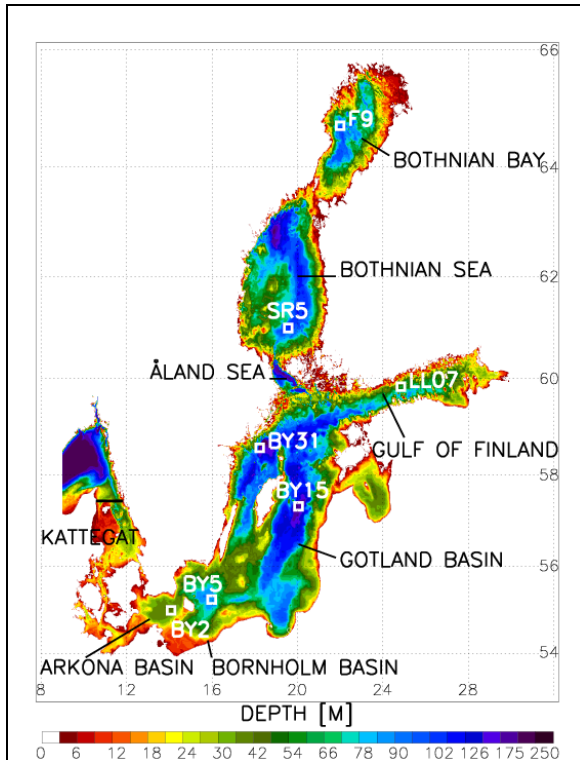 66
F9
BOTHNIAN BAY
64
BOTHNIAN SEA
62
SR5
ÅLAND SEA
LL07
60
BY31
GULF OF FINLAND
58
BY15
KATTEGAT
GOTLAND BASIN
56
BY5
BY2
ARKONA BASIN
BORNHOLM BASIN
54
8 12 16 20 24 28
DEPTH [M]
0 6 12 18 24 30 42 54 66 78 90 102 126 175 250